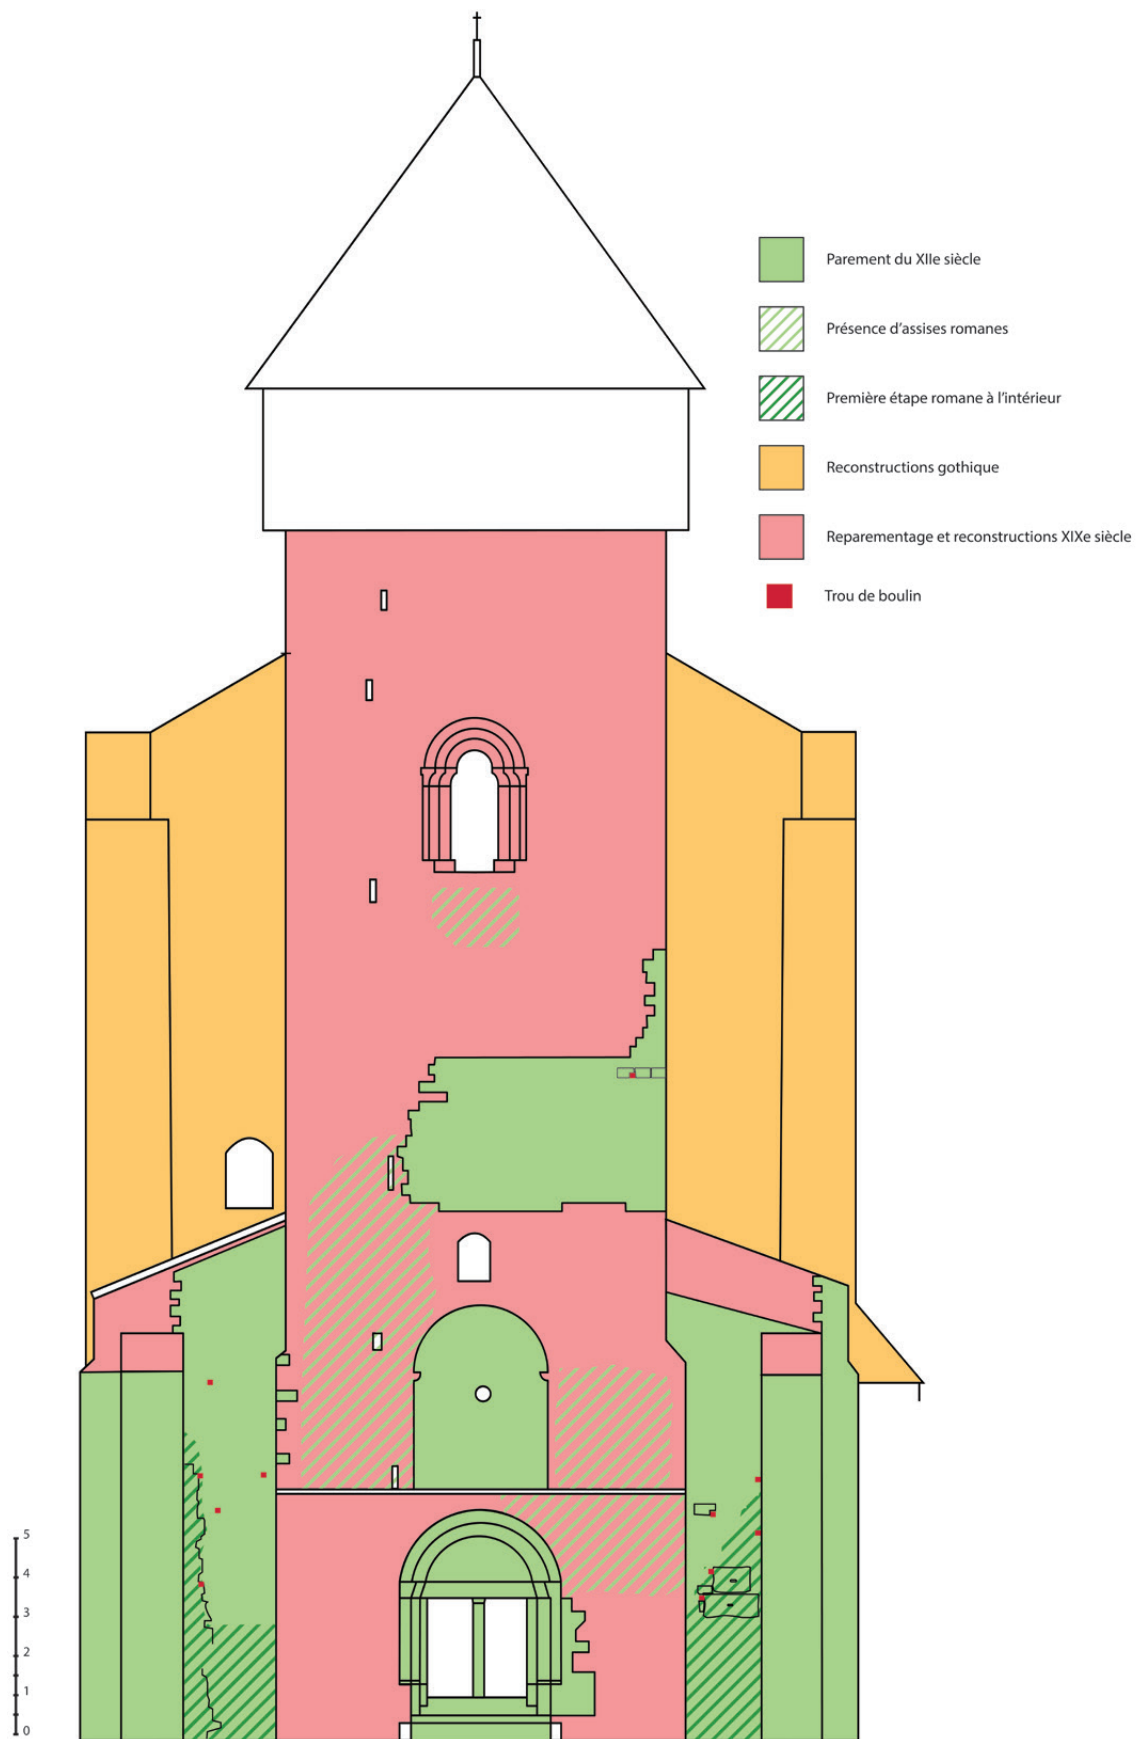 Parement du XIIe siècle
Présence d'assises romanes
Première étape romane à l'intérieur
Reconstructions gothique
Reparementage et reconstructions XIXe siècle
Trou de boulin
5
4
3
2
1
0